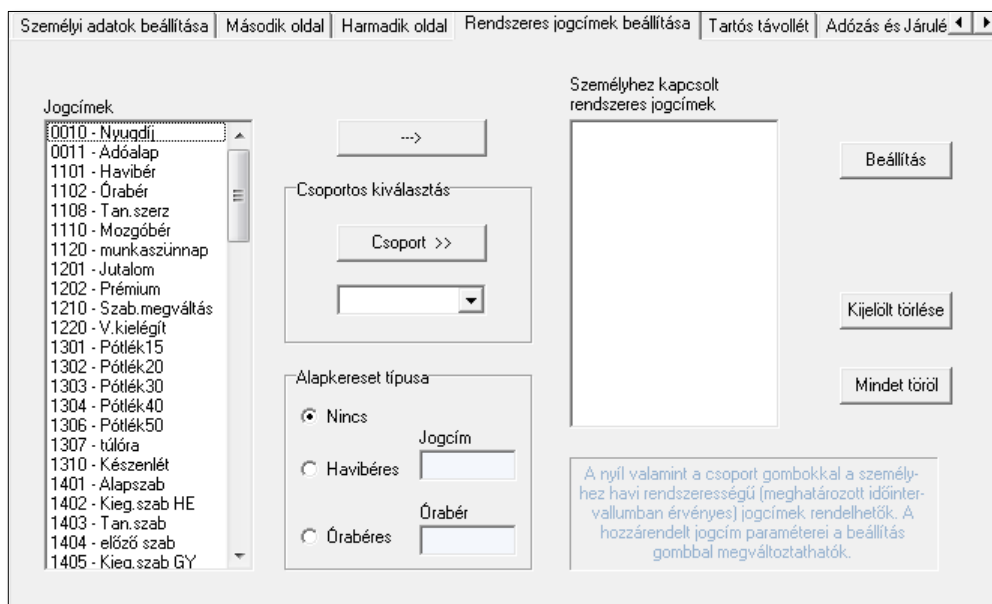 Személyi adatok beállítása
Második oldal
Harmadik oldal
Rendszeres jogcímek beállítása
Tartós távollét
Adózás és Járulé
Jogcímek
0010 - Nyugdíj
0011 - Adóalap
1101 - Havibér
1102 - Órabér
1108 - Tan.szerz
1110 - Mozgóbér
1120 - munkaszünnap
1201 - Jutalom
1202 - Prémium
1210 - Szab.megváltás
1220 - V.kielégít
1301 - Pótlék15
1302 - Pótlék20
1303 - Pótlék30
1304 - Pótlék40
1306 - Pótlék50
1307 - túlóra
1310 - Készenlét
1401 - Alapszab
1402 - Kieg.szab HE
1403 - Tan.szab
1404 - előző szab
1405 - Kieg.szab GY
--->
Csoportos kiválasztás
Csoport >>
Alapkereset típusa
Nincs
Jogcím
Havibéres
Órabér
Órabéres
Személyhez kapcsolt
rendszeres jogcímek
Beállítás
Kijelölt törlése
Mindet töröl
A nyíl valamint a csoport gombokkal a személy-
hez havi rendszerességű (meghatározott időinter-
vallumban érvényes) jogcímek rendelhetők. A
hozzárendelt jogcím paraméterei a beállítás
gombbal megváltoztathatók.